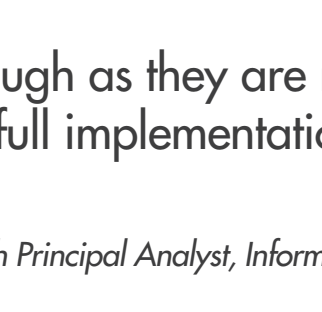 ugh as they are
full implementatio
Principal Analyst, Inform